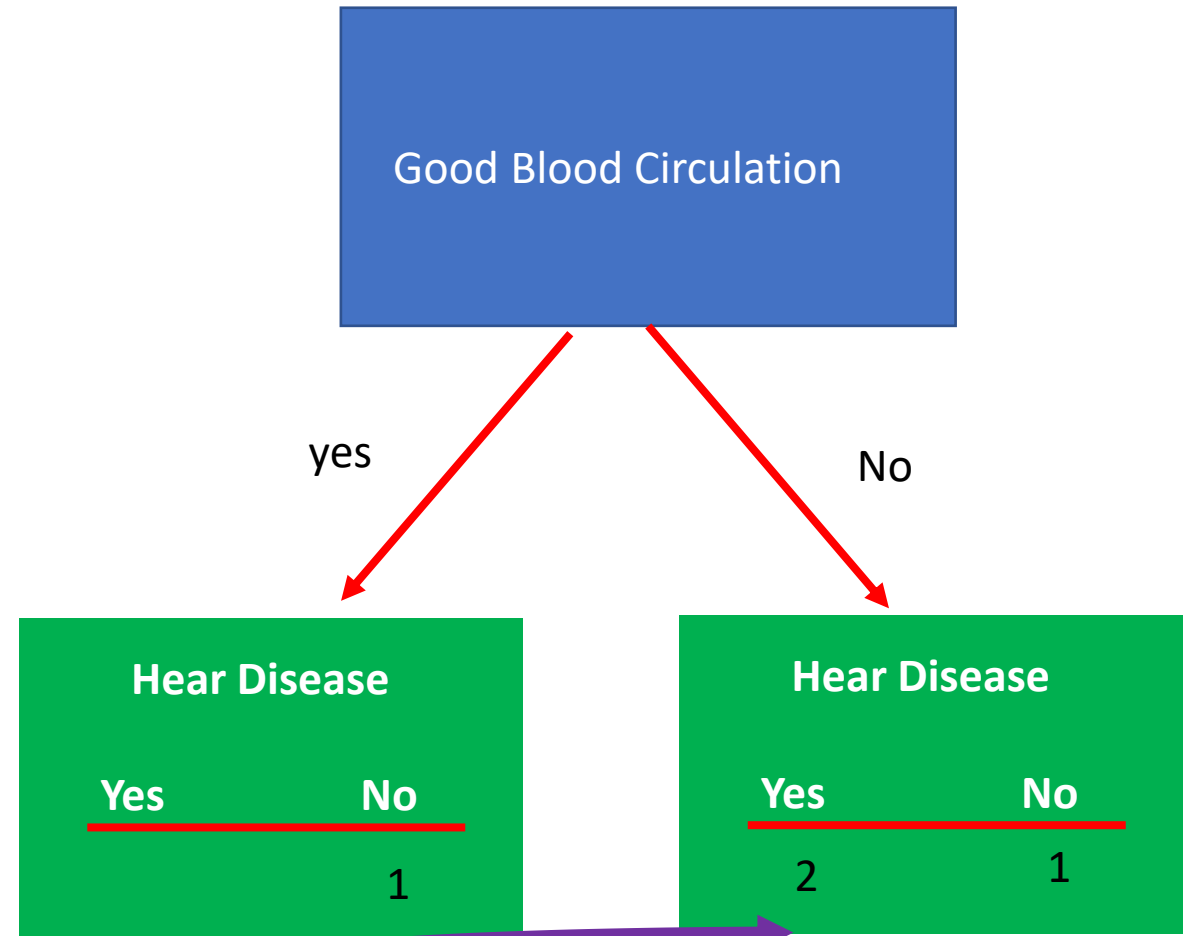 Good Blood Circulation
yes
No
Hear Disease
Yes No
1
Hear Disease
Yes No
2 1